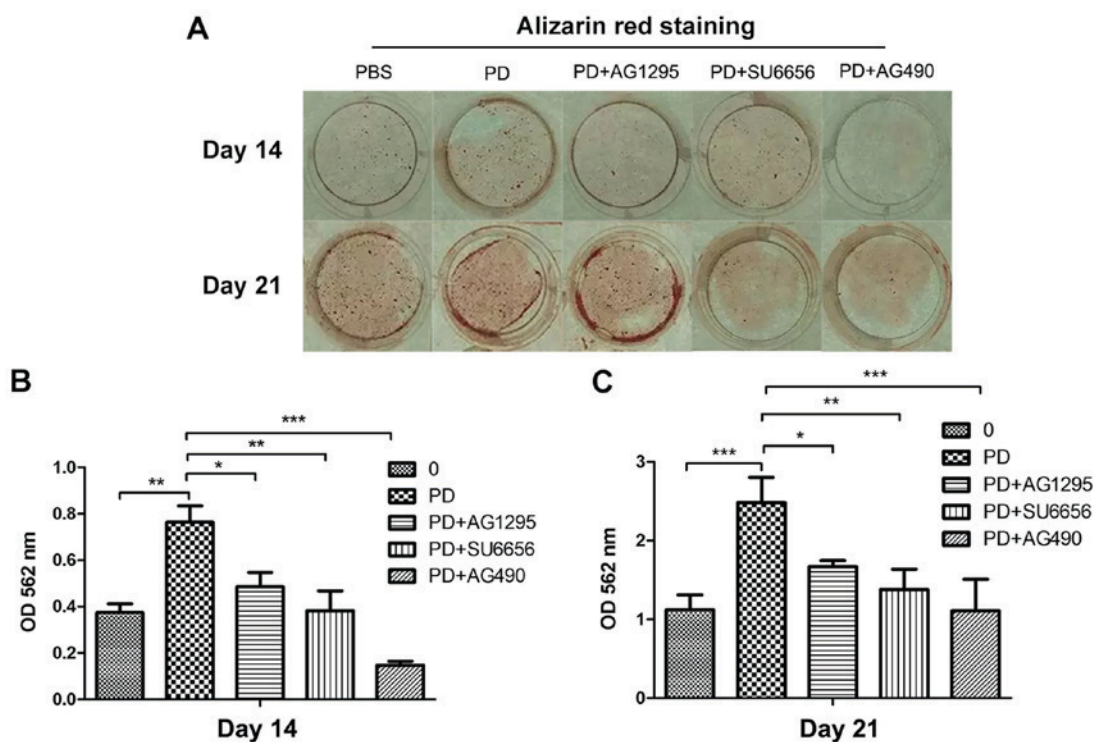 A
Alizarin red staining
PBS PD PD+AG1295 PD+SU6656 PD+AG490
Day 14
Day 21
B
***
**
*
**
1.0
0.8
0.6
0.4
0.2
0.0
OD 562 nm
0
PD
PD+AG1295
PD+SU6656
PD+AG490
Day 14
C
***
**
*
***
3
2
1
0
OD 562 nm
0
PD
PD+AG1295
PD+SU6656
PD+AG490
Day 21